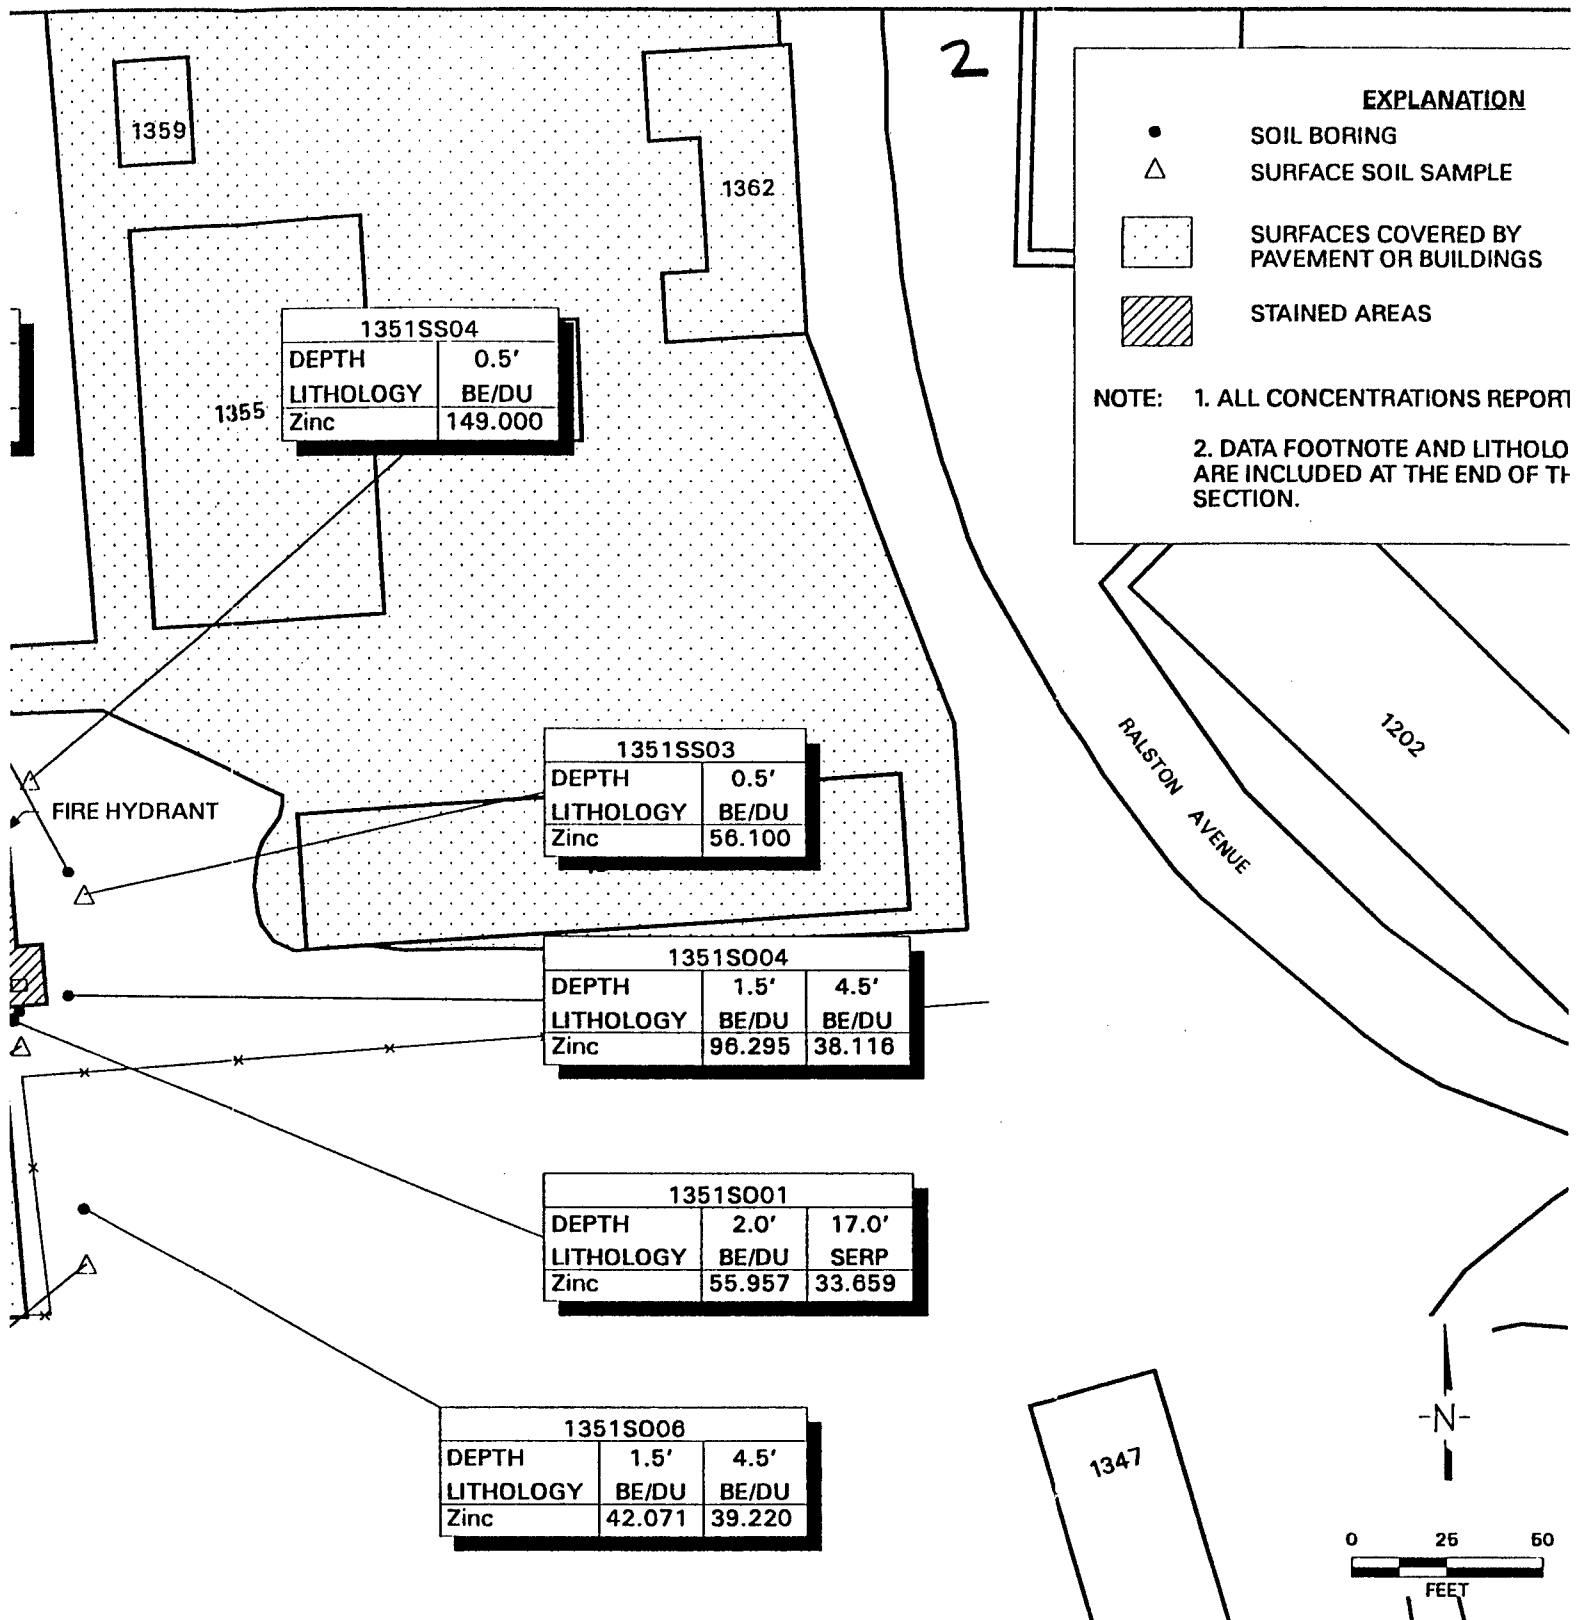 2
EXPLANATION
SOIL BORING
SURFACE SOIL SAMPLE
SURFACES COVERED BY
PAVEMENT OR BUILDINGS
STAINED AREAS
NOTE: 1. ALL CONCENTRATIONS REPORT
2. DATA FOOTNOTE AND LITHOLO
ARE INCLUDED AT THE END OF TH
SECTION.
1359
1362
1355
1351SS04
DEPTH 0.5'
LITHOLOGY BE/DU
Zinc 149.000
1351SS03
DEPTH 0.5'
LITHOLOGY BE/DU
Zinc 56.100
FIRE HYDRANT
RALSTON AVENUE
1202
1351SO04
DEPTH 1.5' 4.5'
LITHOLOGY BE/DU BE/DU
Zinc 96.295 38.116
1351SO01
DEPTH 2.0' 17.0'
LITHOLOGY BE/DU SERP
Zinc 55.957 33.659
1351SO06
DEPTH 1.5' 4.5'
LITHOLOGY BE/DU BE/DU
Zinc 42.071 39.220
1347
-N-
0 25 50
FEET